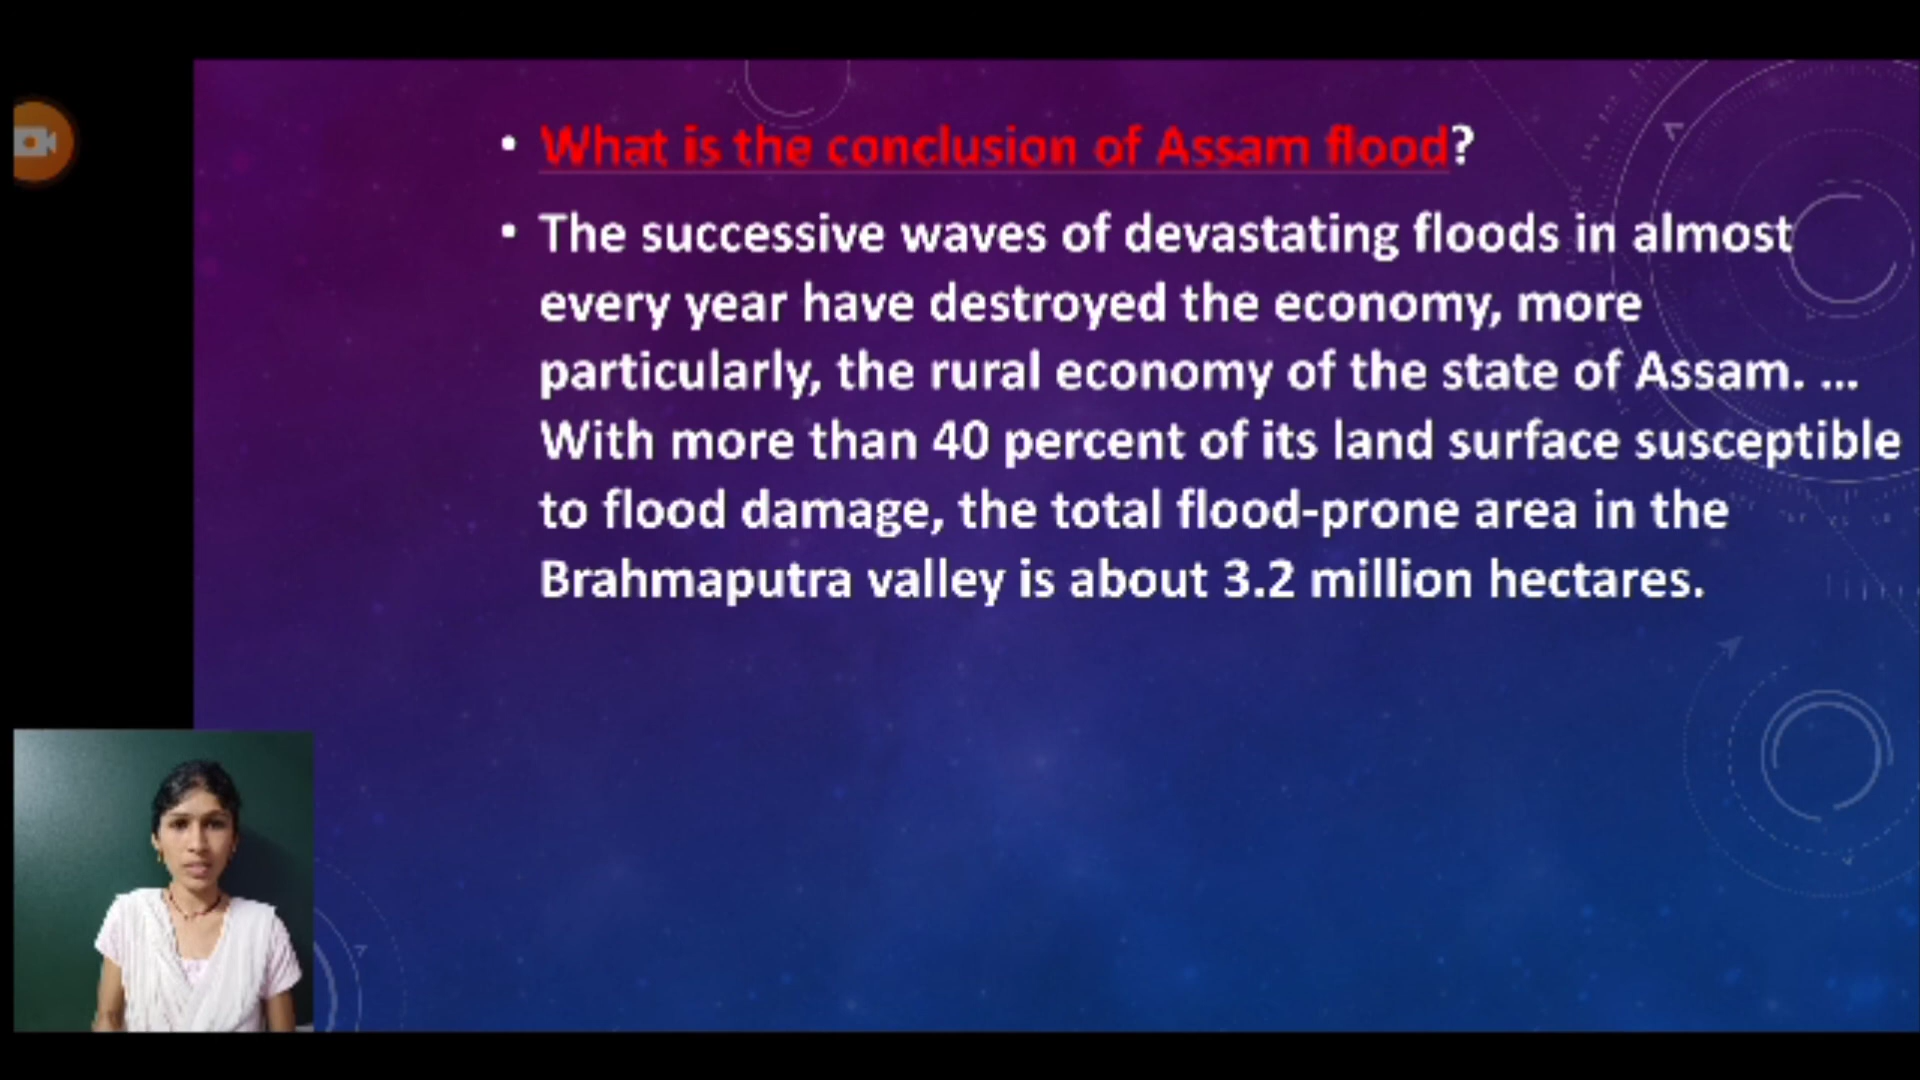 • What is the conclusion of Assam flood?
• The successive waves of devastating floods in almost
every year have destroyed the economy, more
particularly, the rural economy of the state of Assam. ...
With more than 40 percent of its land surface susceptible
to flood damage, the total flood-prone area in the
Brahmaputra valley is about 3.2 million hectares.